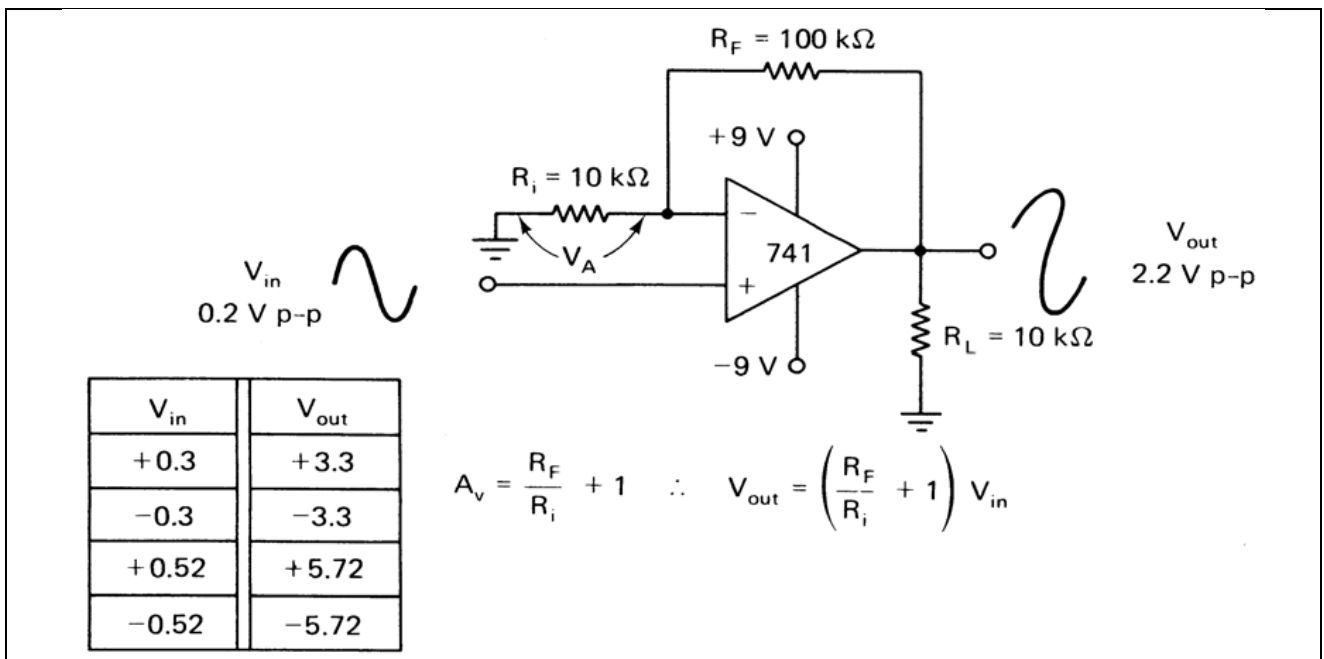 R_F = 100 kΩ
+9 V
R_i = 10 kΩ
−
V_A
741
+
V_in
0.2 V p-p
V_out
2.2 V p-p
R_L = 10 kΩ
−9 V
V_in V_out
+0.3 +3.3
−0.3 −3.3
+0.52 +5.72
−0.52 −5.72
A_v = R_F/R_i + 1 ∴ V_out = (R_F/R_i + 1) V_in